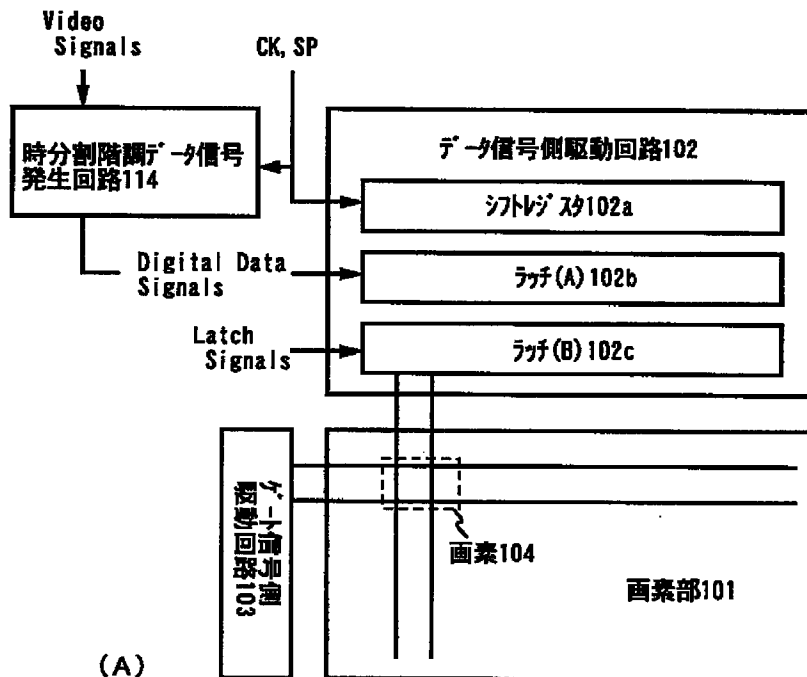 Video
Signals
CK, SP
時分割階調データ信号
発生回路114
データ信号側駆動回路102
シフトレジスタ102a
Digital Data
Signals
ラッチ(A)102b
Latch
Signals
ラッチ(B)102c
ゲート信号側
駆動回路103
画素104
画素部101
(A)